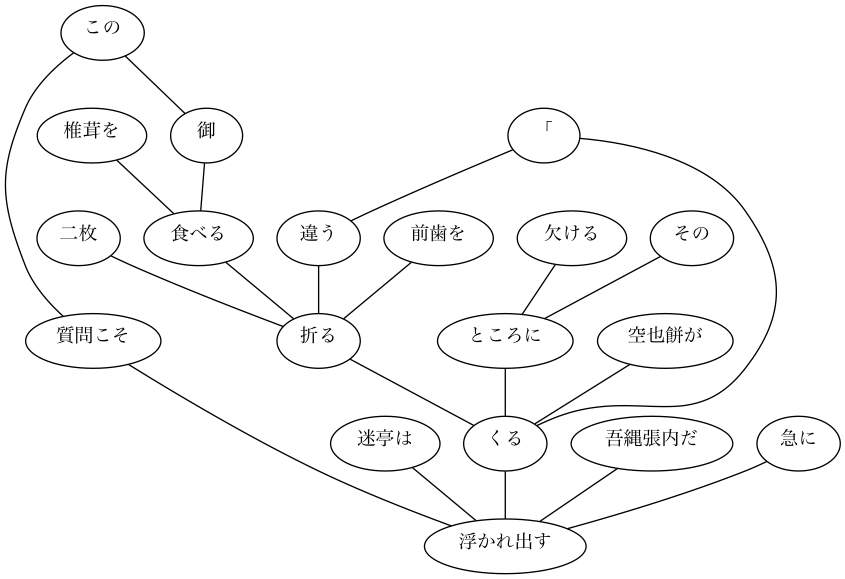 この
椎茸を
御
「
二枚
食べる
違う
前歯を
欠ける
その
質問こそ
折る
ところに
空也餅が
迷亭は
くる
吾縄張内だ
急に
浮かれ出す